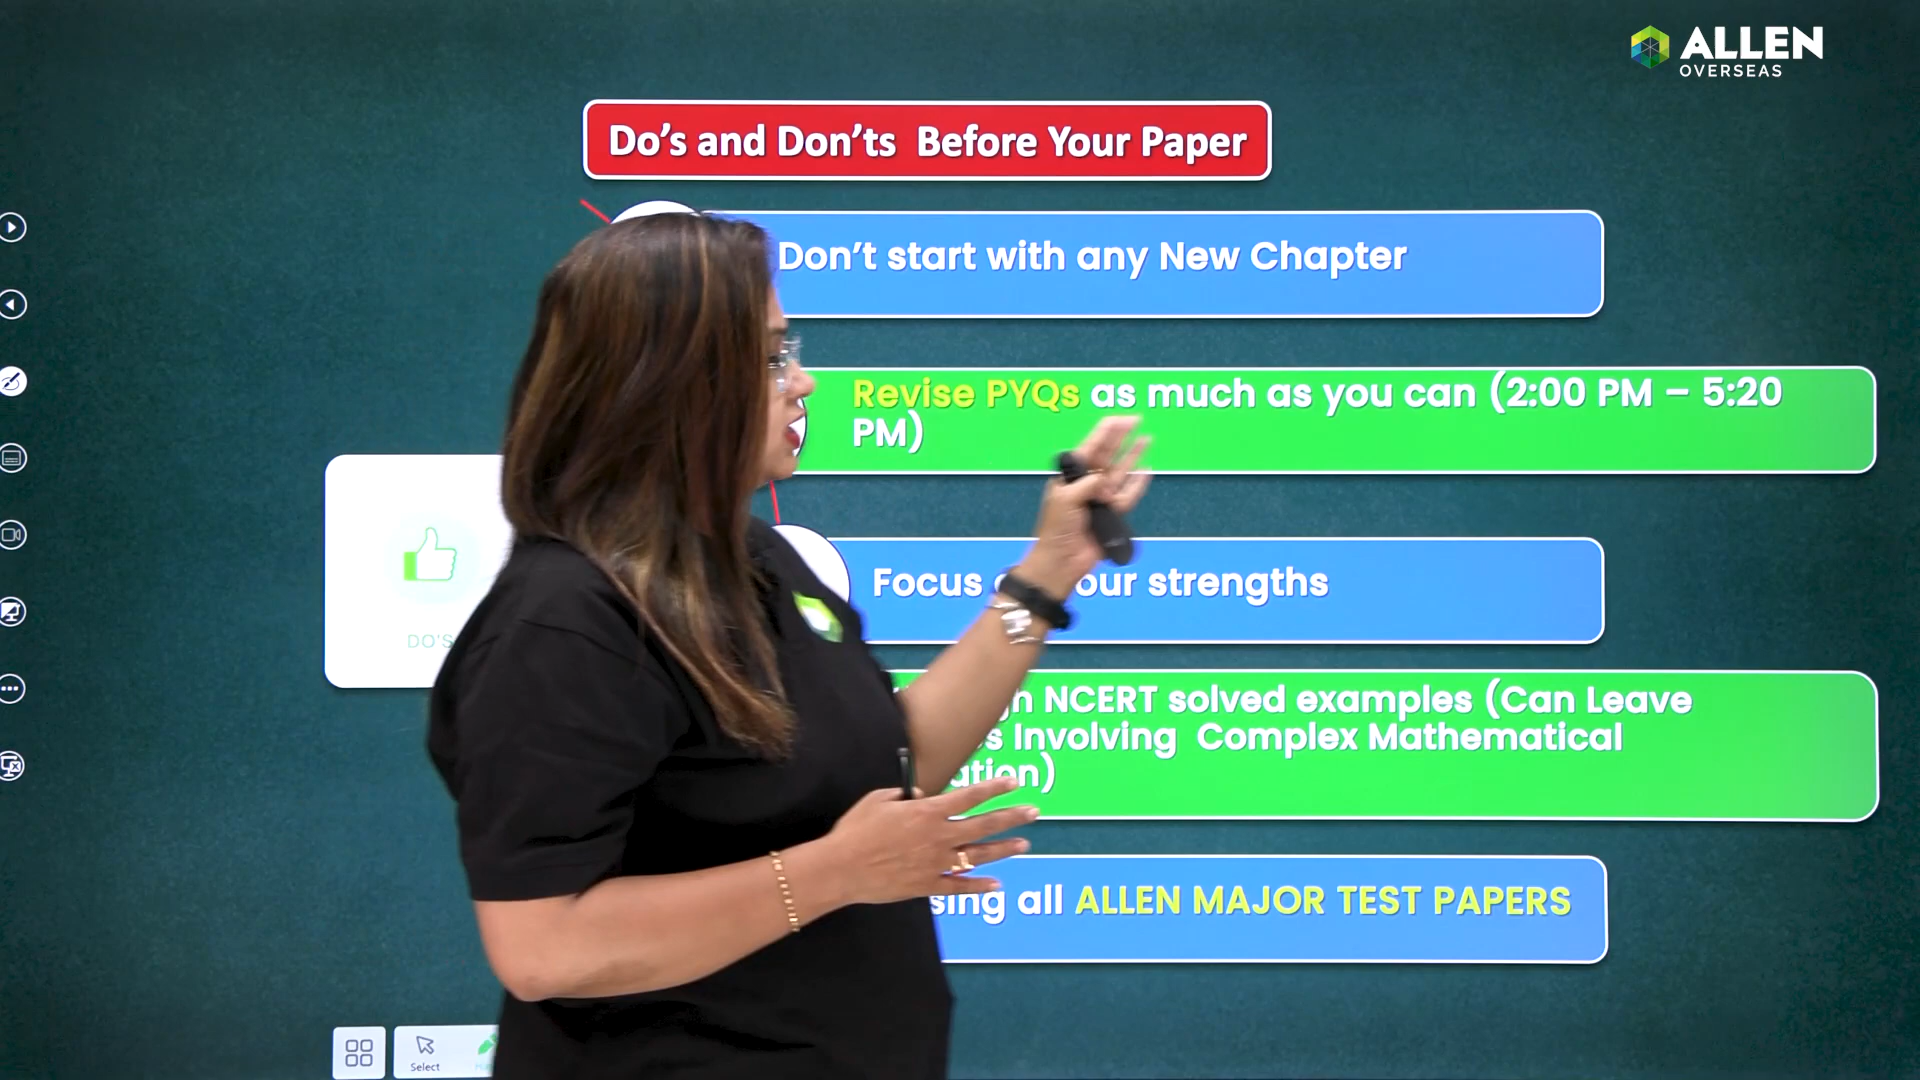 ALLEN
OVERSEAS
Do's and Don'ts Before Your Paper
Don't start with any New Chapter
Revise PYQs as much as you can (2:00 PM – 5:20
PM)
Focus our strengths
DO'S
NCERT solved examples (Can Leave
Involving Complex Mathematical
all ALLEN MAJOR TEST PAPERS
Select